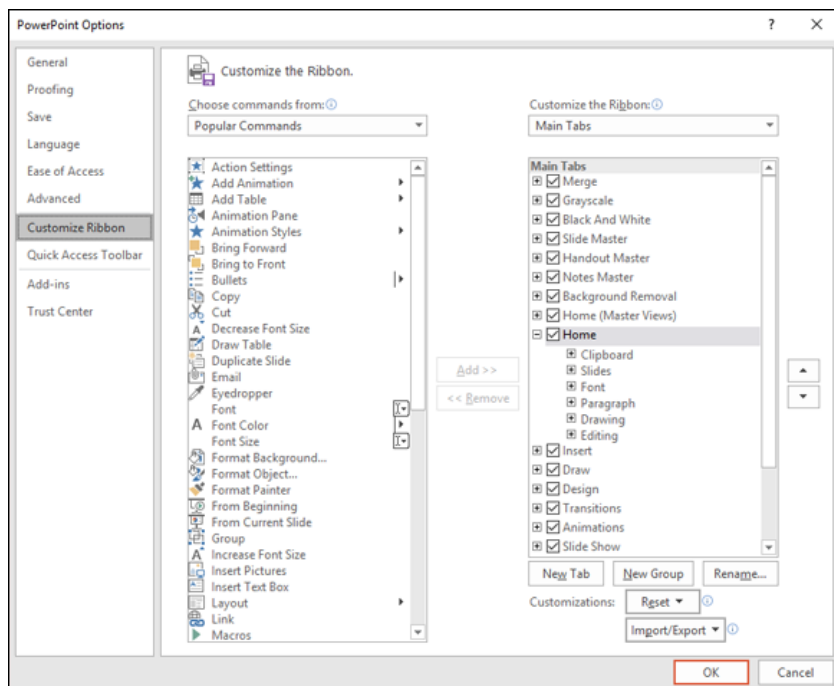 PowerPoint Options
?
General
Proofing
Save
Language
Ease of Access
Advanced
Customize Ribbon
Quick Access Toolbar
Add-ins
Trust Center
Customize the Ribbon.
Choose commands from:
Popular Commands
Action Settings
Add Animation
Add Table
Animation Pane
Animation Styles
Bring Forward
Bring to Front
Bullets
Copy
Cut
Decrease Font Size
Draw Table
Duplicate Slide
Email
Eyedropper
Font
Font Color
Font Size
Format Background...
Format Object...
Format Painter
From Beginning
From Current Slide
Group
Increase Font Size
Insert Pictures
Insert Text Box
Layout
Link
Macros
Add >>
<< Remove
Customize the Ribbon:
Main Tabs
Main Tabs
Merge
Grayscale
Black And White
Slide Master
Handout Master
Notes Master
Background Removal
Home (Master Views)
Home
Clipboard
Slides
Font
Paragraph
Drawing
Editing
Insert
Draw
Design
Transitions
Animations
Slide Show
New Tab New Group Rename...
Customizations: Reset
Import/Export
OK Cancel